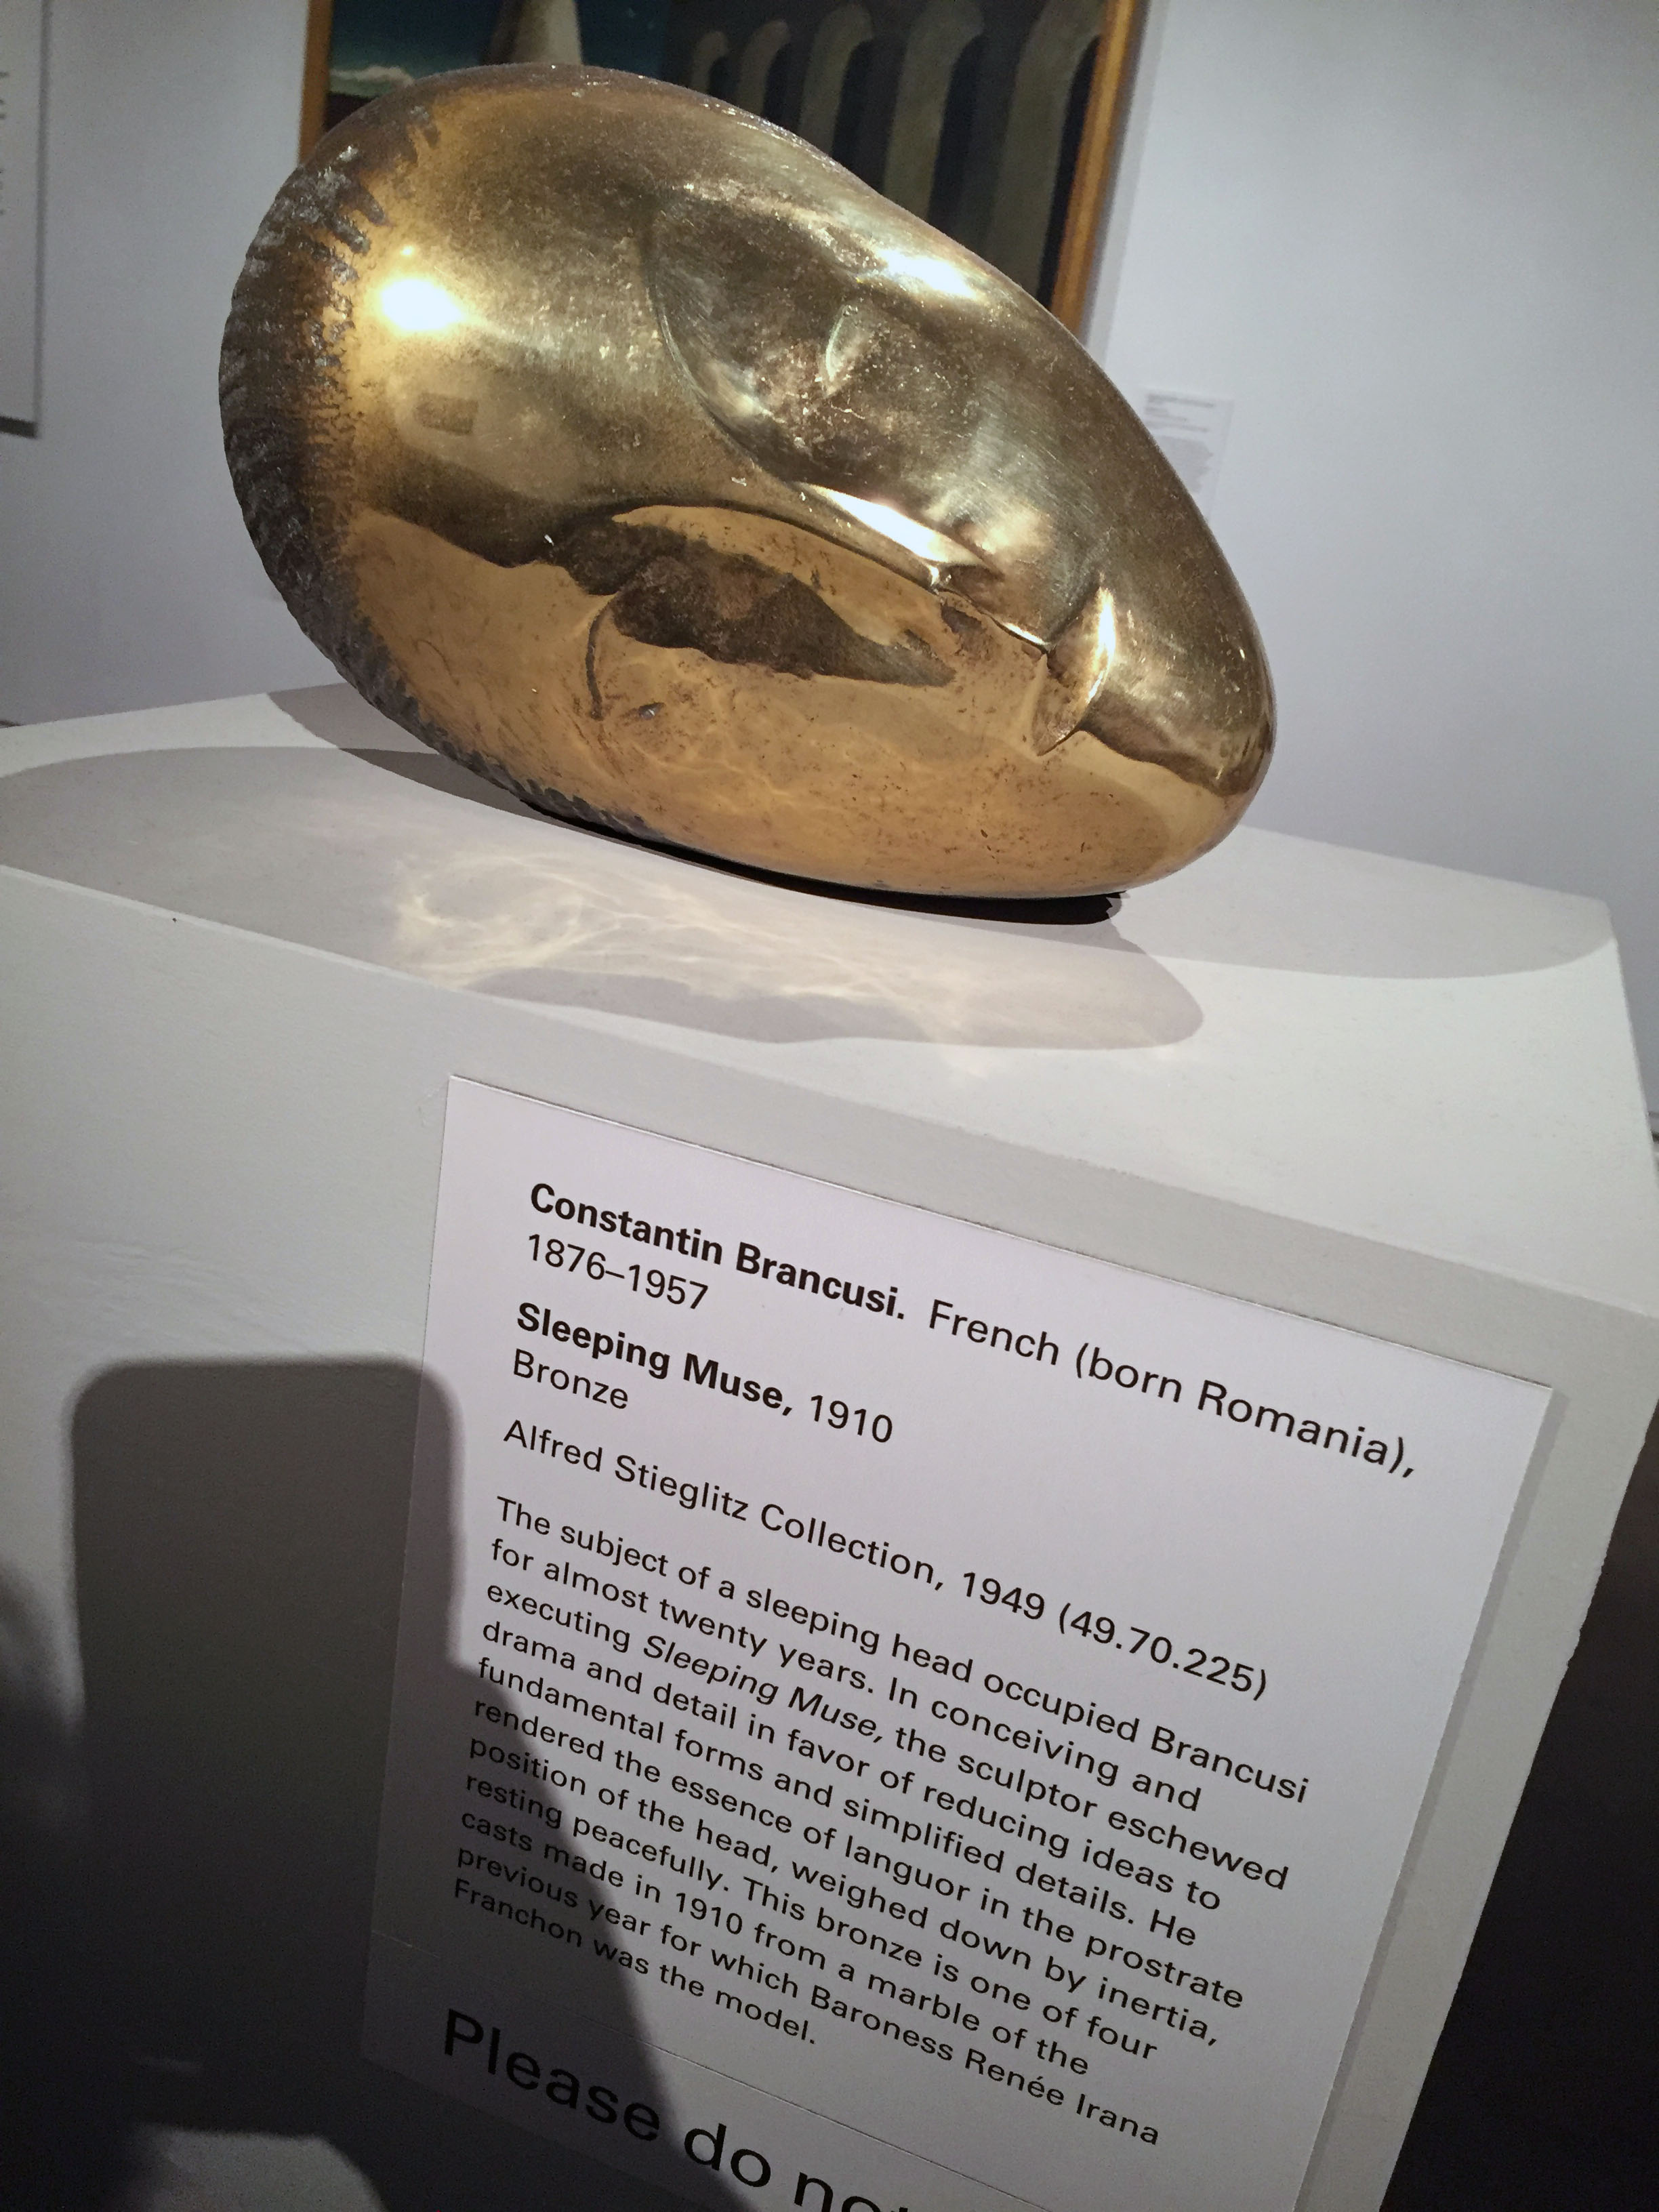 Constantin Brancusi. French (born Romania),
1876–1957
Sleeping Muse, 1910
Bronze
Alfred Stieglitz Collection, 1949 (49.70.225)
The subject of a sleeping head occupied Brancusi
for almost twenty years. In conceiving and
executing Sleeping Muse, the sculptor eschewed
drama and detail in favor of reducing ideas to
fundamental forms and simplified details. He
rendered the essence of languor in the prostrate
position of the head, weighed down by inertia,
resting peacefully. This bronze is one of four
casts made in 1910 from a marble of the
previous year for which Baroness Renée Irana
Franchon was the model.
Please do not